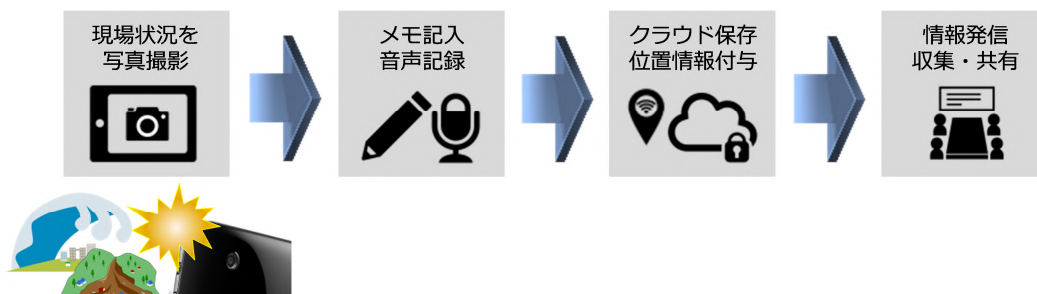 現場状況を
写真撮影
メモ記入
音声記録
クラウド保存
位置情報付与
情報発信
収集・共有